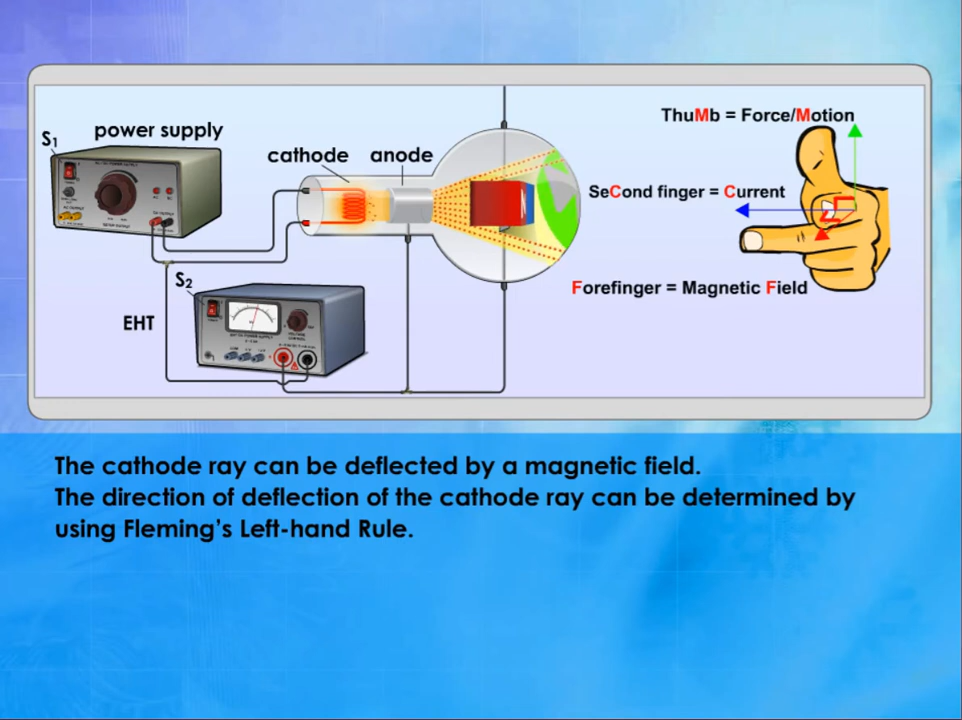 S1
power supply
cathode
anode
ThuMb = Force/Motion
SeCond finger = Current
Forefinger = Magnetic Field
S2
EHT
The cathode ray can be deflected by a magnetic field.
The direction of deflection of the cathode ray can be determined by
using Fleming's Left-hand Rule.